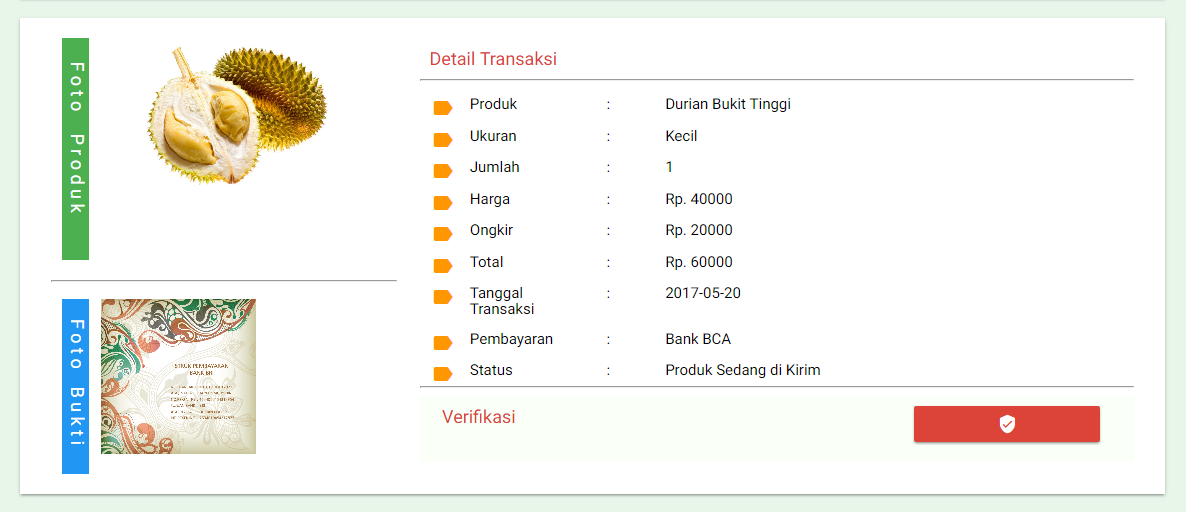 Foto Produk
Detail Transaksi
Produk : Durian Bukit Tinggi
Ukuran : Kecil
Jumlah : 1
Harga : Rp. 40000
Ongkir : Rp. 20000
Total : Rp. 60000
Tanggal Transaksi : 2017-05-20
Pembayaran : Bank BCA
Status : Produk Sedang di Kirim
Foto Bukti
STRUK PEMBAYARAN
BANK BRI
Verifikasi